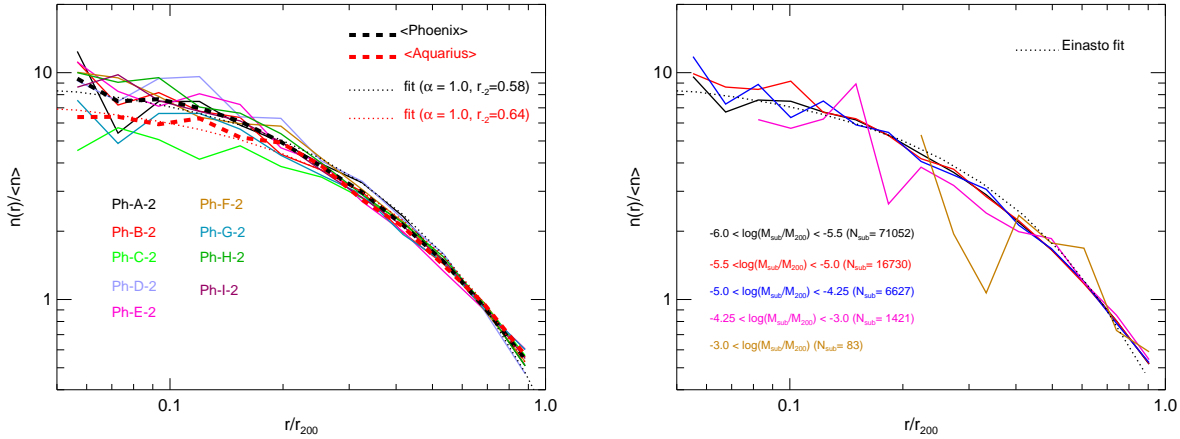 <Phoenix>
<Aquarius>
fit (α = 1.0, r-2=0.58)
fit (α = 1.0, r-2=0.64)
10
1
n(r)/<n>
Ph-A-2
Ph-F-2
Ph-B-2
Ph-G-2
Ph-C-2
Ph-H-2
Ph-D-2
Ph-I-2
Ph-E-2
0.1
1.0
r/r200
Einasto fit
10
1
n(r)/<n>
-6.0 < log(Msub/M200) < -5.5 (Nsub= 71052)
-5.5 <log(Msub/M200) < -5.0 (Nsub= 16730)
-5.0 < log(Msub/M200) < -4.25 (Nsub= 6627)
-4.25 < log(Msub/M200) < -3.0 (Nsub= 1421)
-3.0 < log(Msub/M200) (Nsub= 83)
0.1
1.0
r/r200